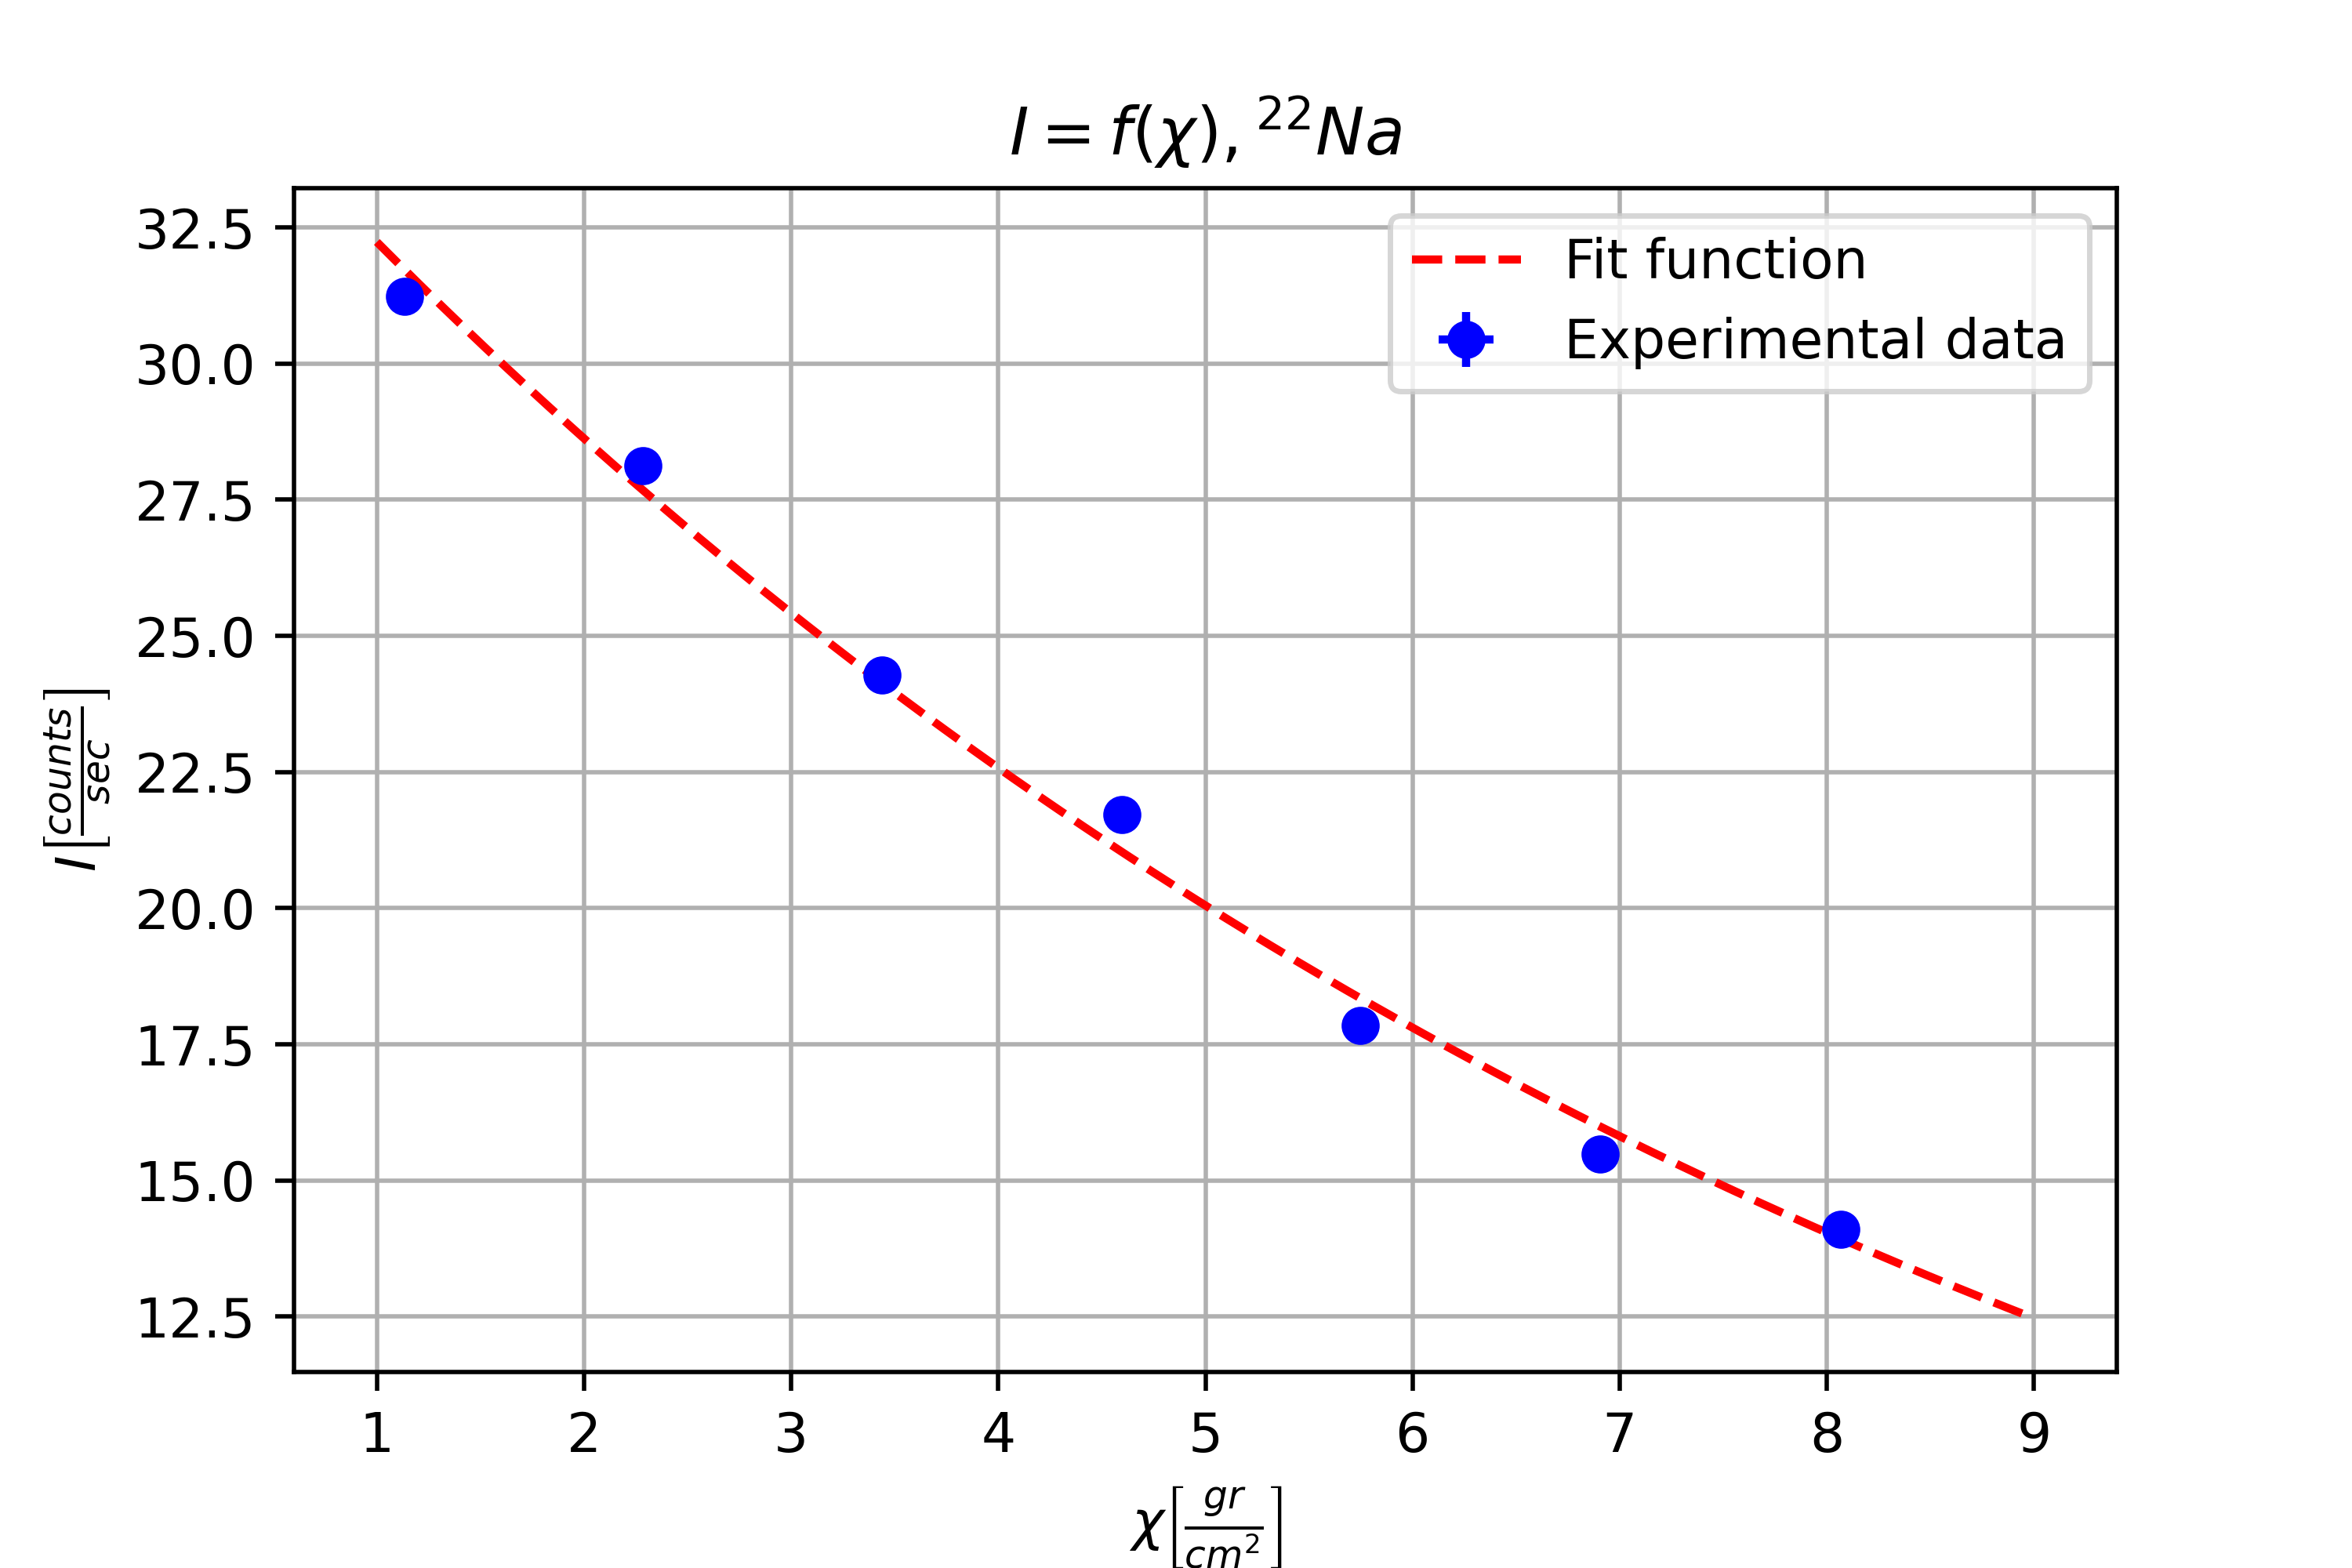 I = f(χ), ²²Na
Fit function
Experimental data
32.5
30.0
27.5
25.0
22.5
20.0
17.5
15.0
12.5
I[counts/sec]
1 2 3 4 5 6 7 8 9
χ[gr/cm²]